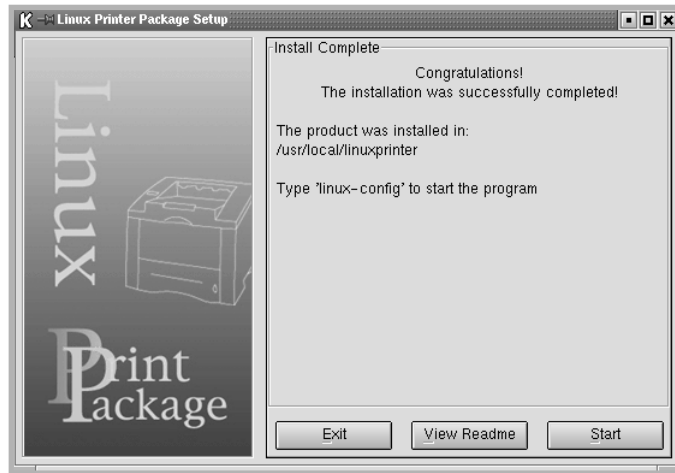 Linux Printer Package Setup
Linux
Print
Package
Install Complete
Congratulations!
The installation was successfully completed!
The product was installed in:
/usr/local/linuxprinter
Type 'linux-config' to start the program
Exit
View Readme
Start